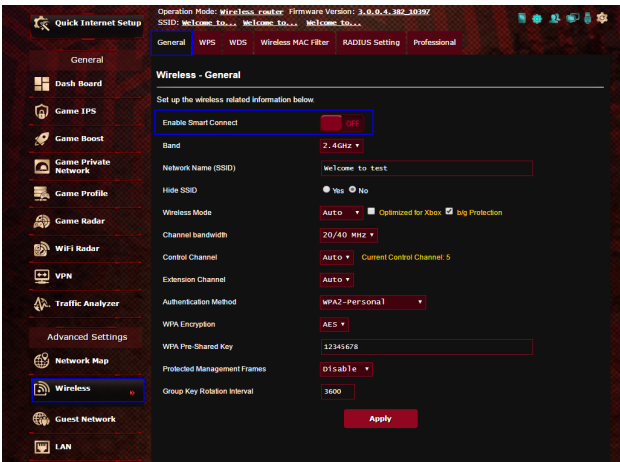 Quick Internet Setup
Operation Mode: Wireless router Firmware Version: 3.0.0.4.382_10397
SSID: Welcome to... Welcome to... Welcome to...
General WPS WDS Wireless MAC Filter RADIUS Setting Professional
General
Dash Board
Game IPS
Game Boost
Game Private
Network
Game Profile
Game Radar
WiFi Radar
VPN
Traffic Analyzer
Advanced Settings
Network Map
Wireless »
Guest Network
LAN
Wireless - General
Set up the wireless related information below.
Enable Smart Connect OFF
Band 2.4GHz
Network Name (SSID) Welcome to test
Hide SSID Yes No
Wireless Mode Auto Optimized for Xbox b/g Protection
Channel bandwidth 20/40 MHz
Control Channel Auto Current Control Channel: 5
Extension Channel Auto
Authentication Method WPA2-Personal
WPA Encryption AES
WPA Pre-Shared Key 12345678
Protected Management Frames Disable
Group Key Rotation Interval 3600
Apply